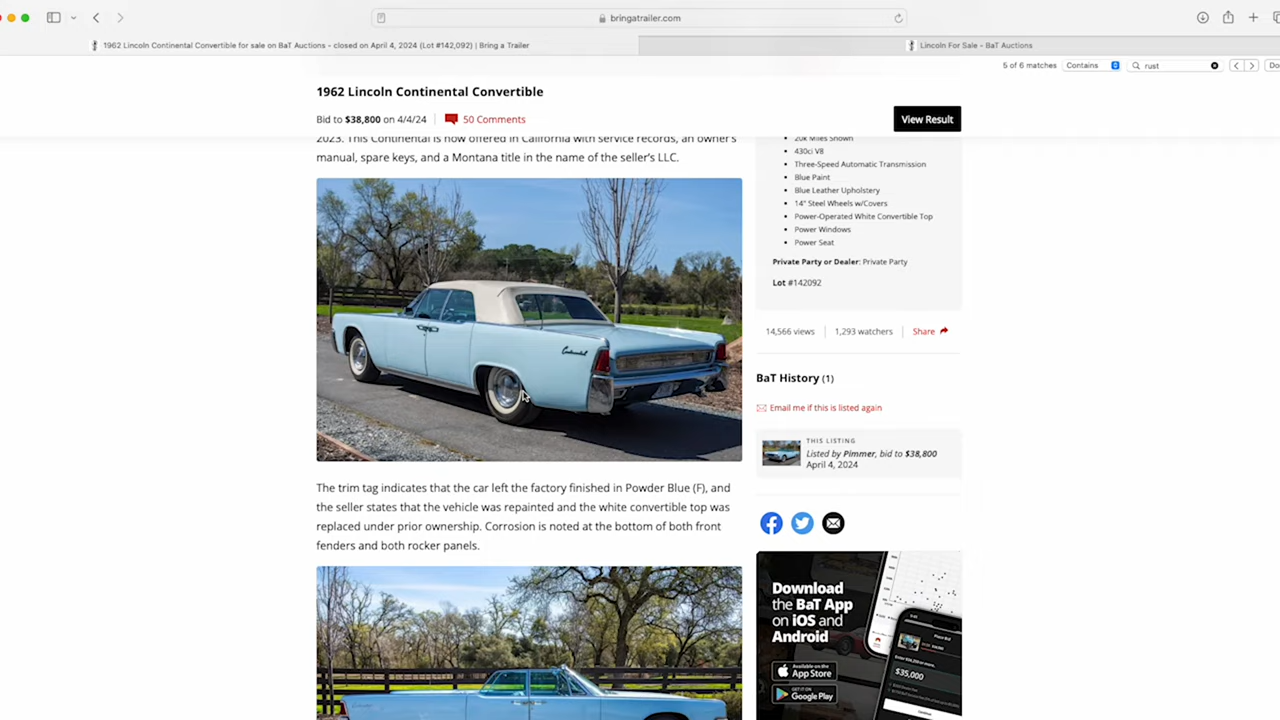 bringatrailer.com
1962 Lincoln Continental Convertible for sale on BaT Auctions - closed on April 4, 2024 (Lot #142,092) | Bring a Trailer
Lincoln For Sale - BaT Auctions
5 of 6 matches
Contains
rust
1962 Lincoln Continental Convertible
Bid to $38,800 on 4/4/24
50 Comments
View Result
2023. This Continental is now offered in California with service records, an owner's
manual, spare keys, and a Montana title in the name of the seller's LLC.
Continental
The trim tag indicates that the car left the factory finished in Powder Blue (F), and
the seller states that the vehicle was repainted and the white convertible top was
replaced under prior ownership. Corrosion is noted at the bottom of both front
fenders and both rocker panels.
20k Miles Shown
430ci V8
Three-Speed Automatic Transmission
Blue Paint
Blue Leather Upholstery
14" Steel Wheels w/Covers
Power-Operated White Convertible Top
Power Windows
Power Seat
Private Party or Dealer: Private Party
Lot #142092
14,566 views
1,293 watchers
Share
BaT History (1)
Email me if this is listed again
THIS LISTING
Listed by Pimmer, bid to $38,800
April 4, 2024
Download
the BaT App
on iOS and
Android
Available on the
App Store
GET IT ON
Google Play
$35,000